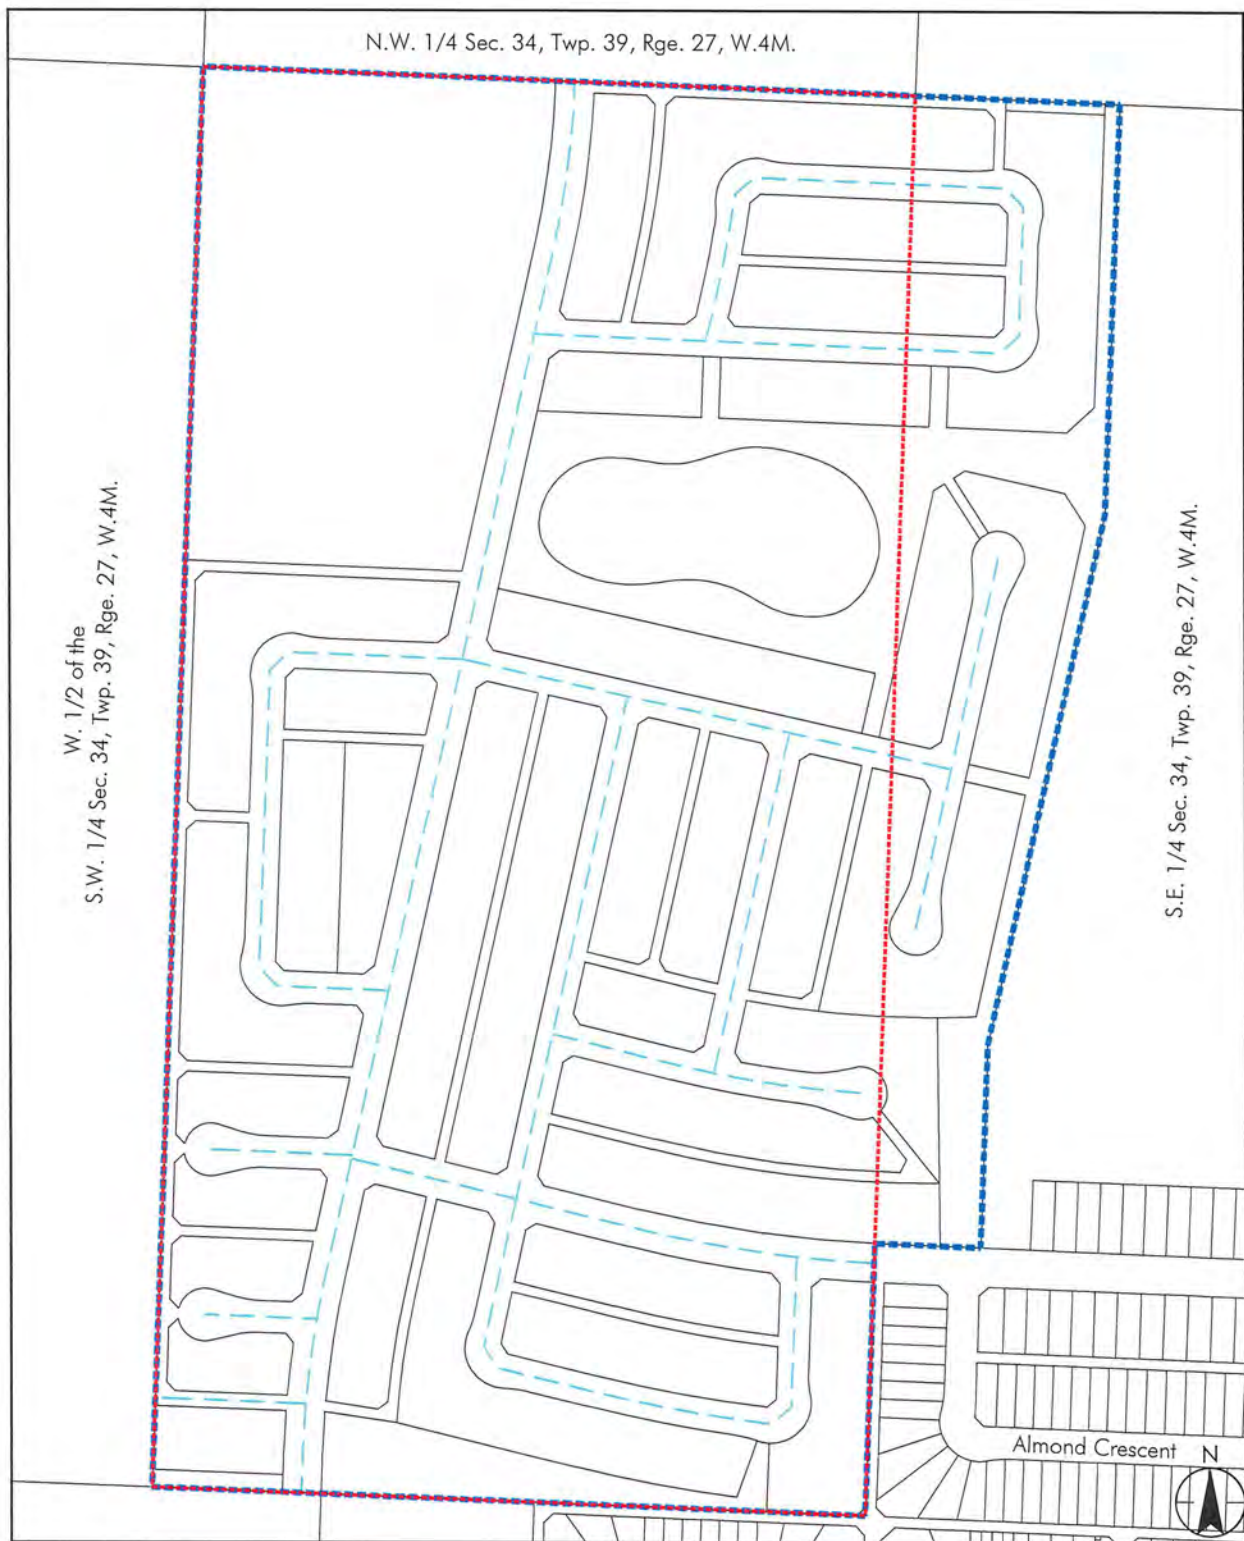 N.W. 1/4 Sec. 34, Twp. 39, Rge. 27, W.4M.
W. 1/2 of the
S.W. 1/4 Sec. 34, Twp. 39, Rge. 27, W.4M.
S.E. 1/4 Sec. 34, Twp. 39, Rge. 27, W.4M.
Almond Crescent
N